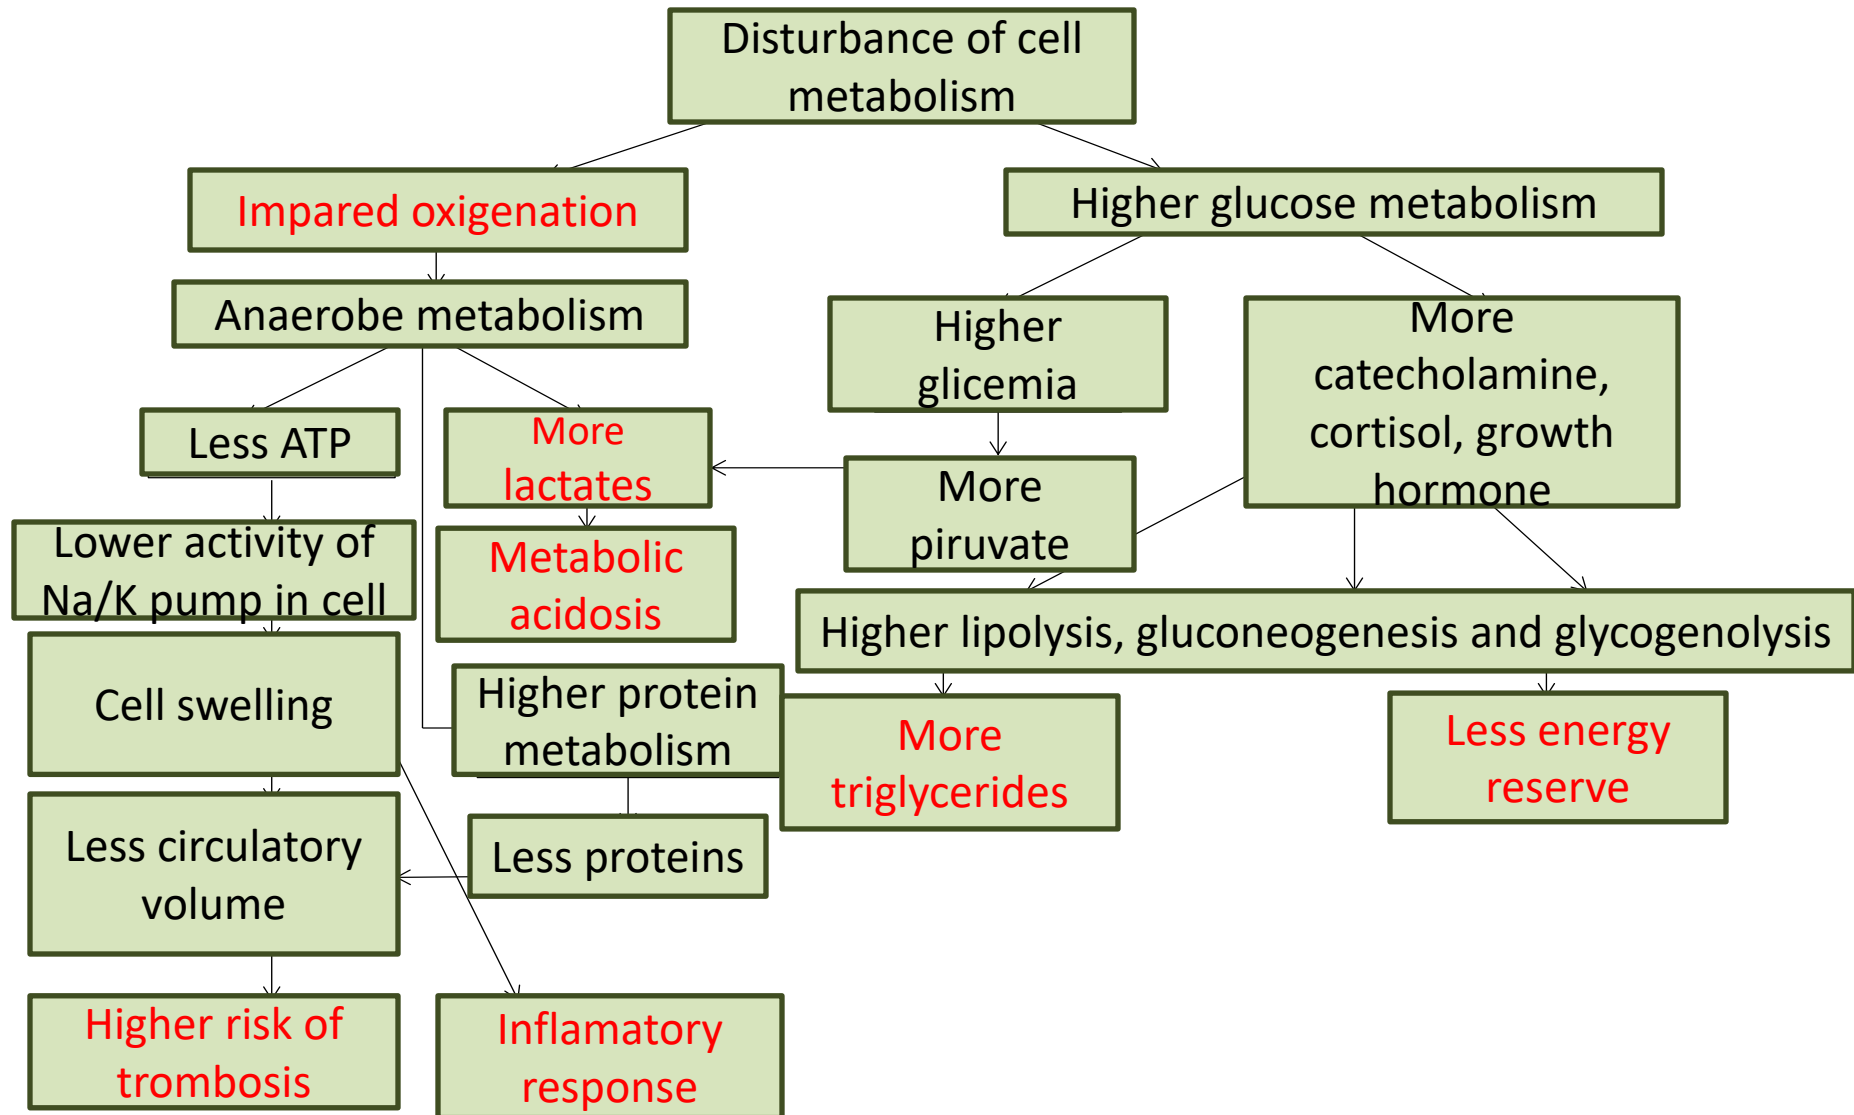 Disturbance of cell
metabolism
Impared oxigenation
Higher glucose metabolism
Anaerobe metabolism
Higher
glicemia
More
catecholamine,
cortisol, growth
hormone
Less ATP
More
lactates
More
piruvate
Lower activity of
Na/K pump in cell
Metabolic
acidosis
Higher lipolysis, gluconeogenesis and glycogenolysis
Cell swelling
Higher protein
metabolism
More
triglycerides
Less energy
reserve
Less circulatory
volume
Less proteins
Higher risk of
trombosis
Inflamatory
response